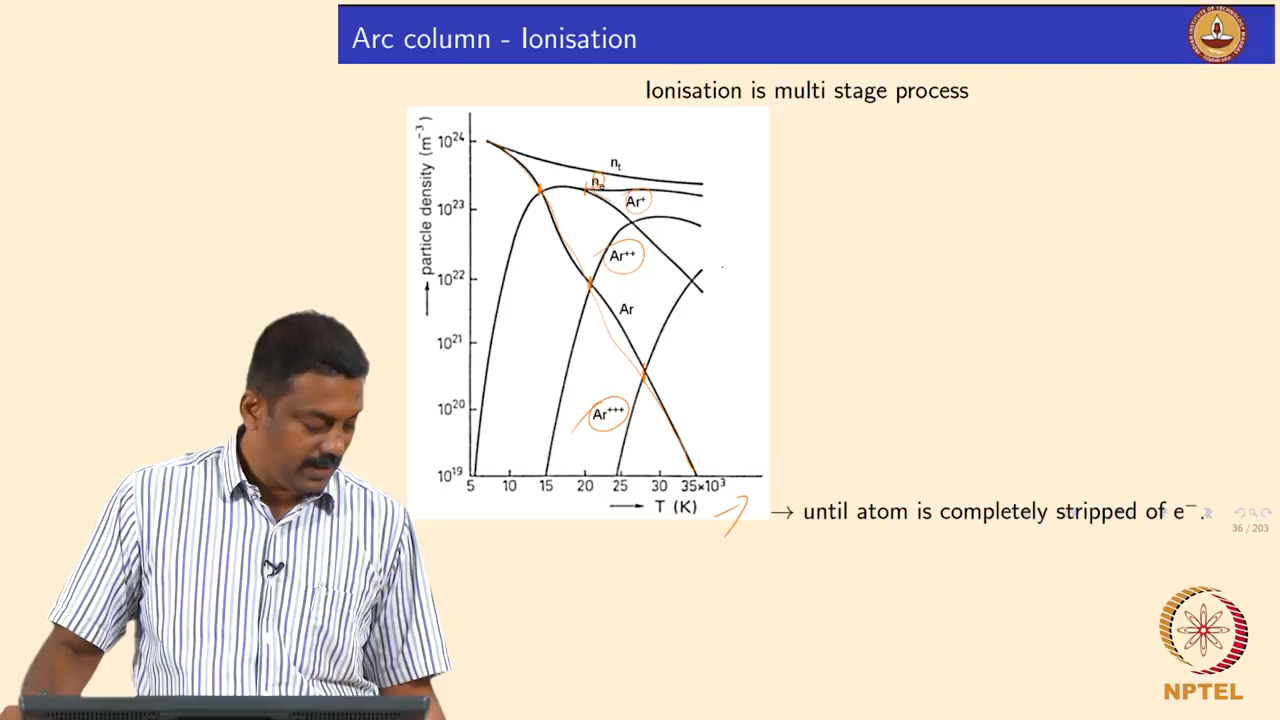 Arc column - Ionisation
Ionisation is multi stage process
particle density (m⁻³)
10²⁴
10²³
10²²
10²¹
10²⁰
10¹⁹
nₜ
nₑ
Ar⁺
Ar⁺⁺
Ar
Ar⁺⁺⁺
5 10 15 20 25 30 35×10³
→ T (K)
→ until atom is completely stripped of e⁻.
36 / 203
NPTEL